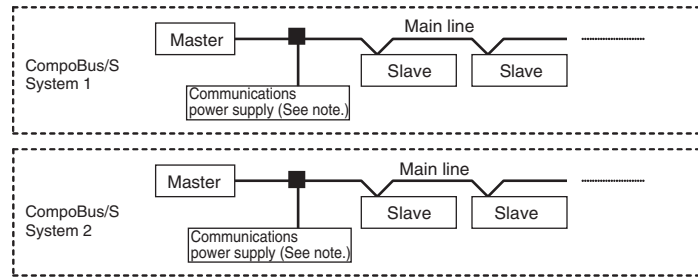 Main line
Master
CompoBus/S
System 1
Slave
Slave
Communications
power supply (See note.)
Main line
Master
CompoBus/S
System 2
Slave
Slave
Communications
power supply (See note.)